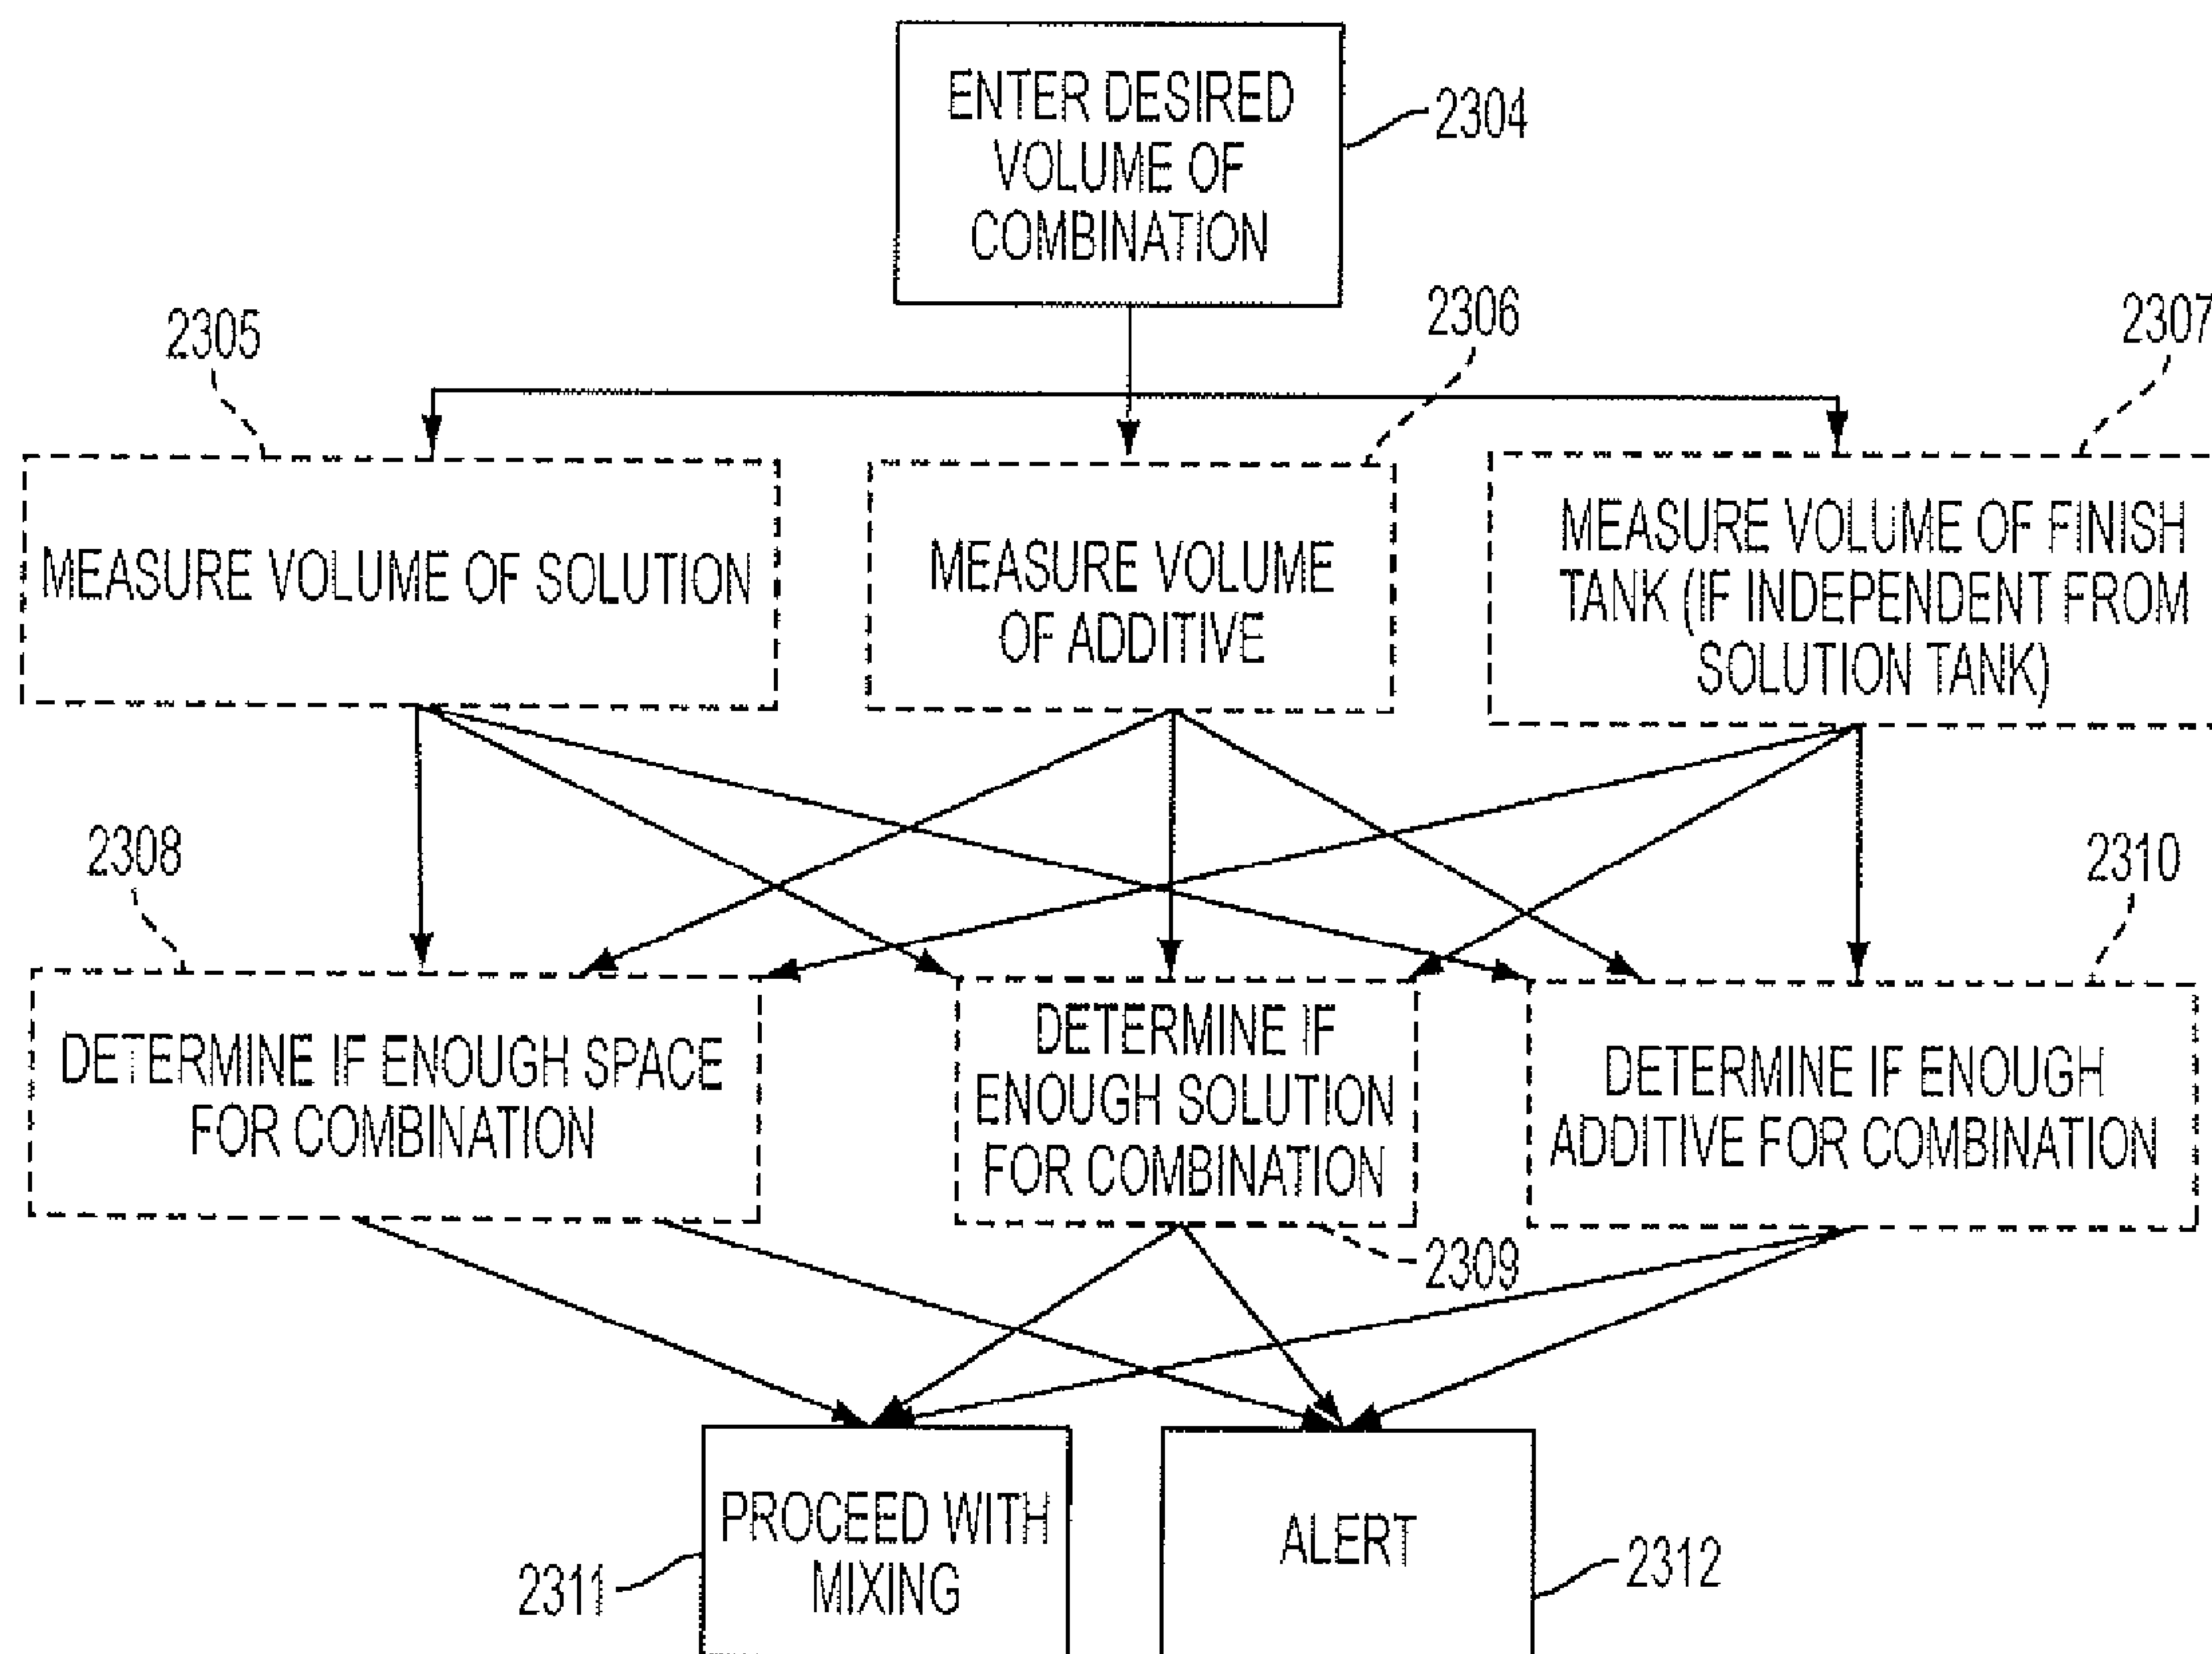 ENTER DESIRED
VOLUME OF
COMBINATION
2304
2305
2306
2307
MEASURE VOLUME OF SOLUTION
MEASURE VOLUME
OF ADDITIVE
MEASURE VOLUME OF FINISH
TANK (IF INDEPENDENT FROM
SOLUTION TANK)
2308
2310
DETERMINE IF ENOUGH SPACE
FOR COMBINATION
DETERMINE IF
ENOUGH SOLUTION
FOR COMBINATION
DETERMINE IF ENOUGH
ADDITIVE FOR COMBINATION
2309
PROCEED WITH
MIXING
2311
ALERT
2312